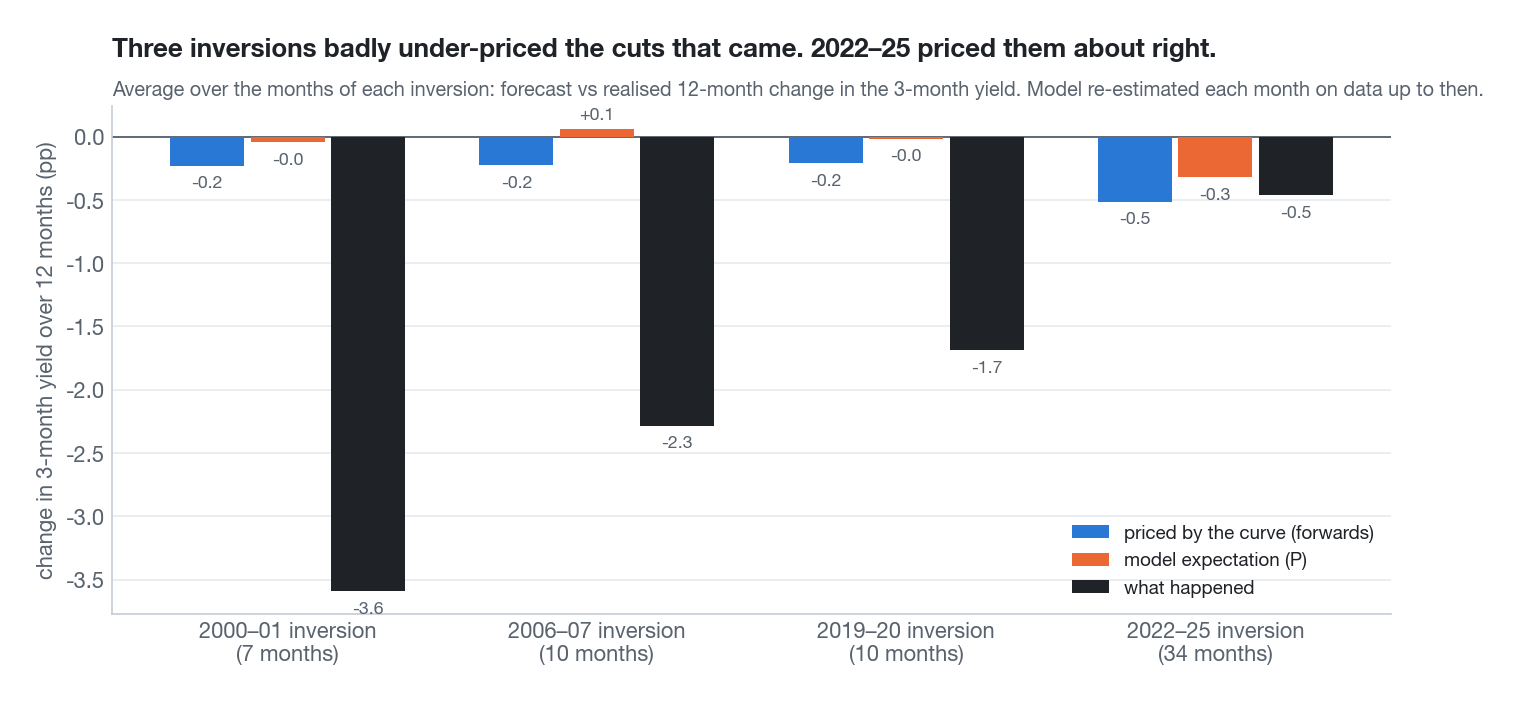 Three inversions badly under-priced the cuts that came. 2022–25 priced them about right.
Average over the months of each inversion: forecast vs realised 12-month change in the 3-month yield. Model re-estimated each month on data up to then.
change in 3-month yield over 12 months (pp)
0.0
-0.5
-1.0
-1.5
-2.0
-2.5
-3.0
-3.5
-0.2
-0.0
-3.6
-0.2
+0.1
-2.3
-0.2
-0.0
-1.7
-0.5
-0.3
-0.5
priced by the curve (forwards)
model expectation (P)
what happened
2000–01 inversion
(7 months)
2006–07 inversion
(10 months)
2019–20 inversion
(10 months)
2022–25 inversion
(34 months)